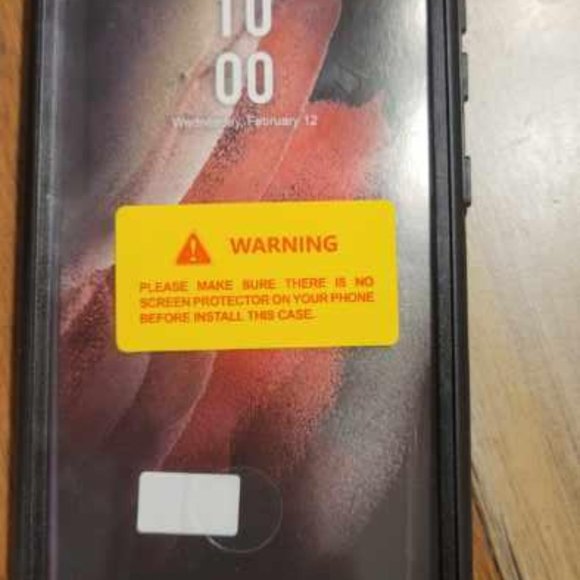 10
00
Wednesday, February 12
WARNING
PLEASE MAKE SURE THERE IS NO
SCREEN PROTECTOR ON YOUR PHONE
BEFORE INSTALL THIS CASE.